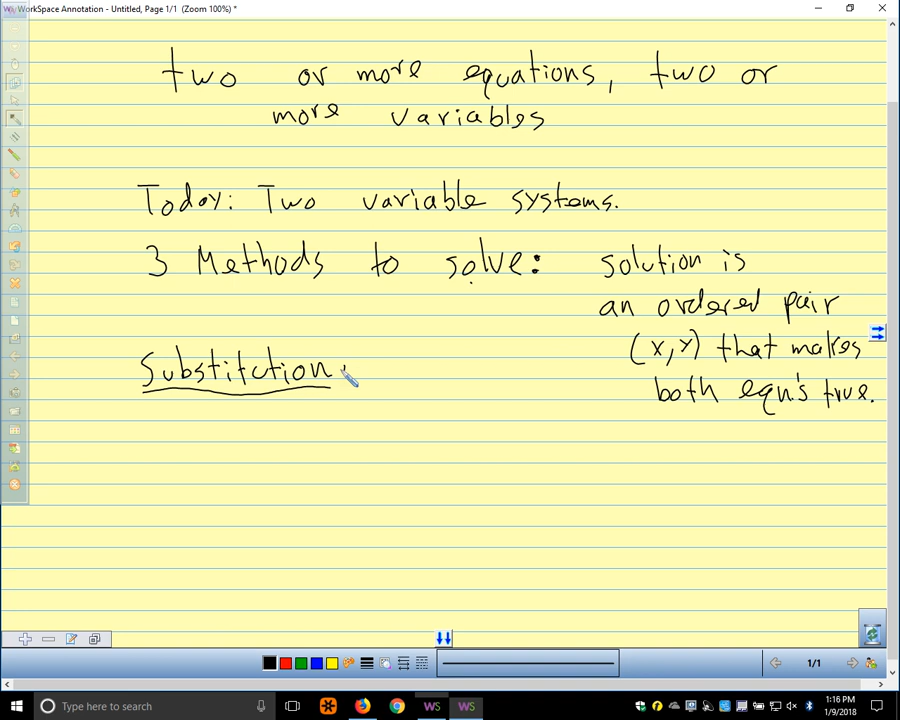 WorkSpace Annotation - Untitled, Page 1/1 (Zoom 100%) *
two or more equations, two or
more variables
Today: Two variable systems.
3 Methods to solve: solution is
an ordered pair
(x,y) that makes
both eqn's true.
Substitution:
1/1
Type here to search
1:16 PM
1/9/2018